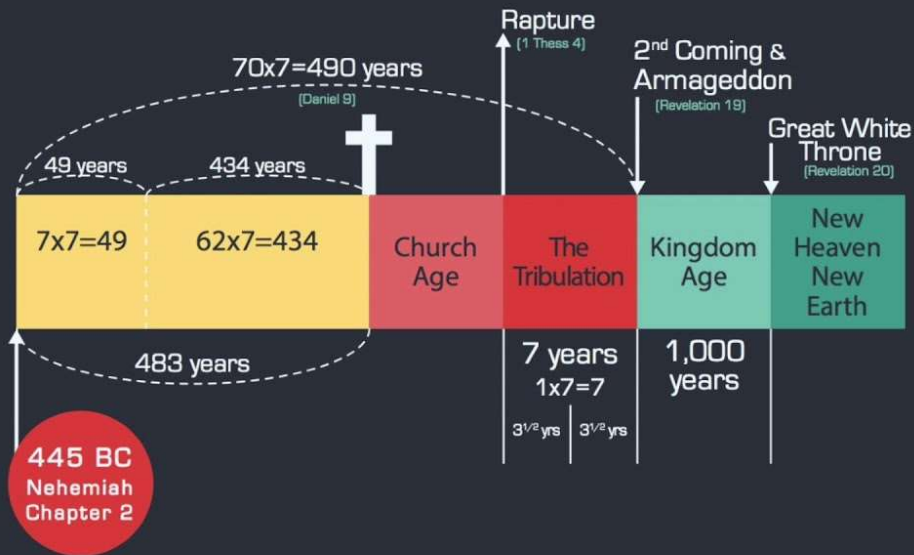 Rapture
(1 Thess 4)
2nd Coming &
Armageddon
(Revelation 19)
70x7=490 years
(Daniel 9)
Great White
Throne
(Revelation 20)
49 years
434 years
7x7=49
62x7=434
Church
Age
The
Tribulation
Kingdom
Age
New
Heaven
New
Earth
483 years
7 years
1x7=7
3 1/2 yrs
3 1/2 yrs
1,000
years
445 BC
Nehemiah
Chapter 2